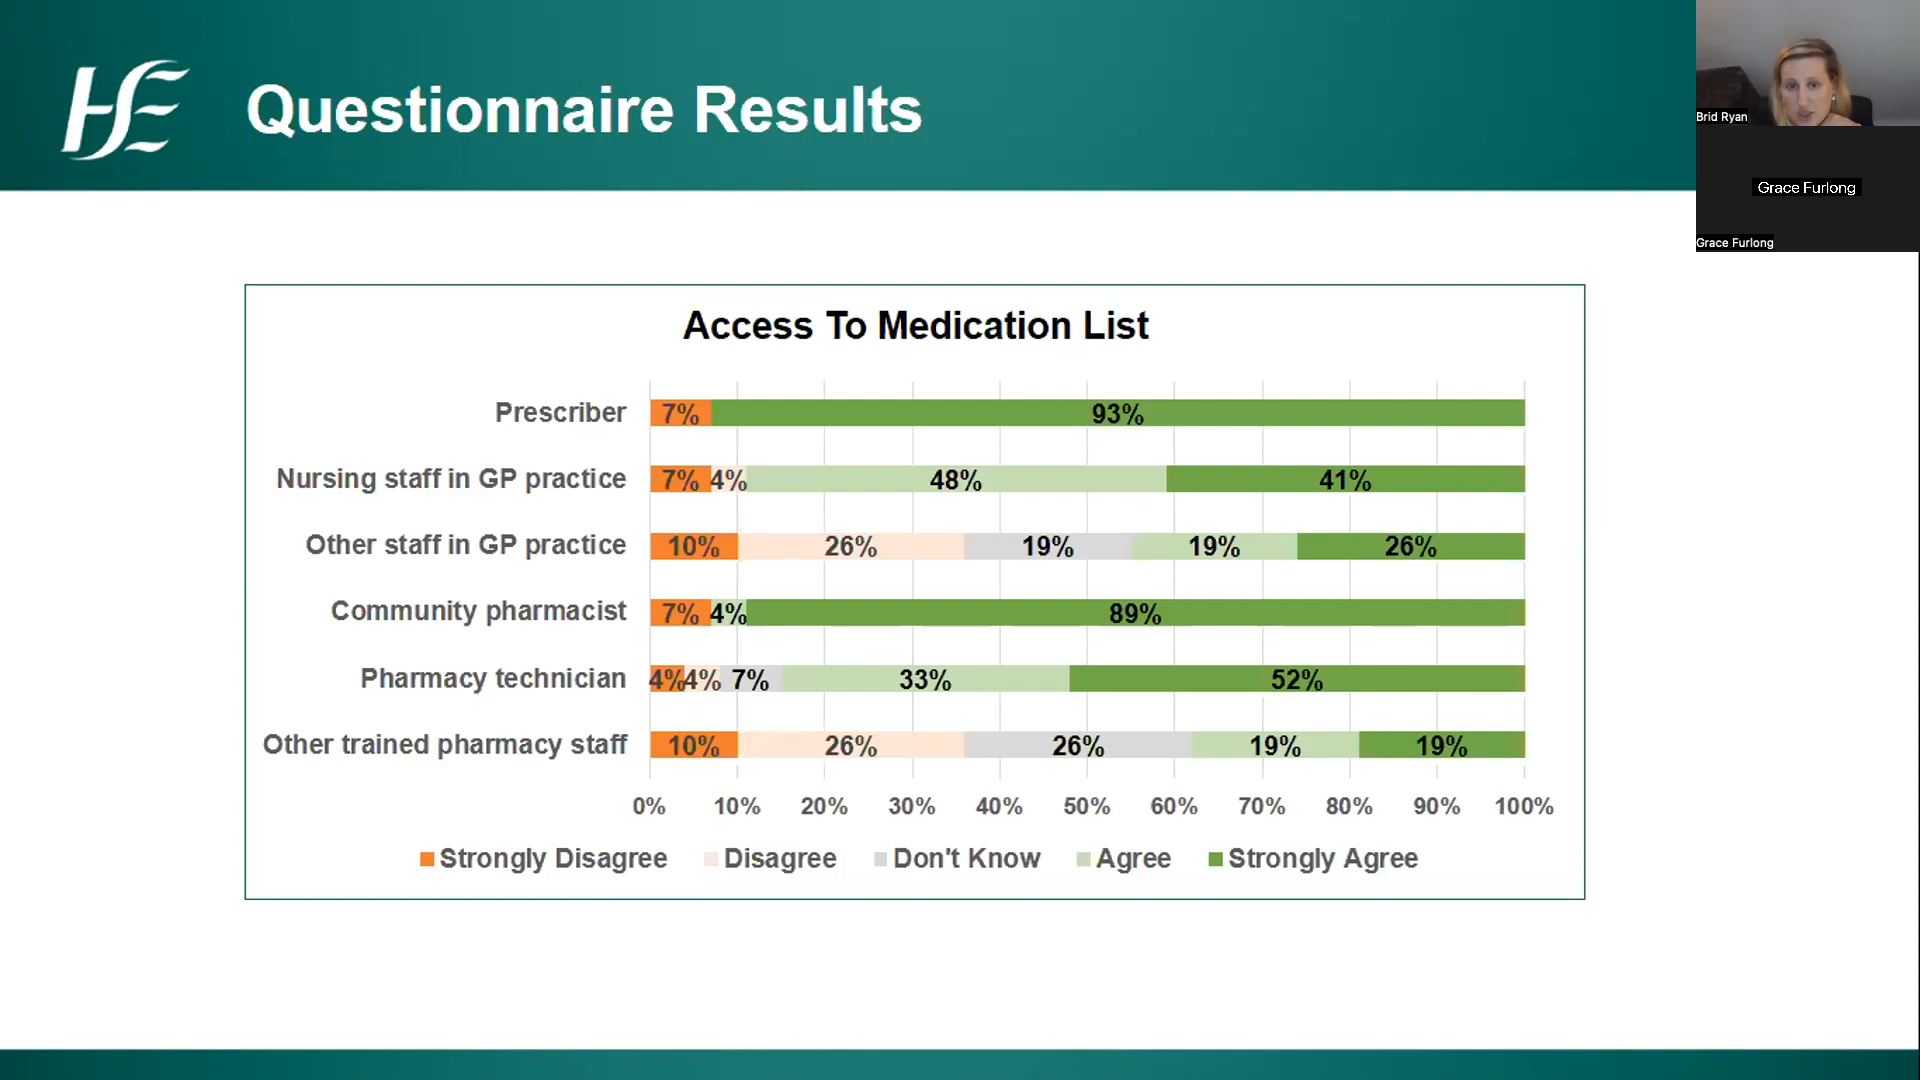 HSE
Questionnaire Results
Brid Ryan
Grace Furlong
Grace Furlong
Access To Medication List
Prescriber 7% 93%
Nursing staff in GP practice 7% 4% 48% 41%
Other staff in GP practice 10% 26% 19% 19% 26%
Community pharmacist 7% 4% 89%
Pharmacy technician 4% 4% 7% 33% 52%
Other trained pharmacy staff 10% 26% 26% 19% 19%
0% 10% 20% 30% 40% 50% 60% 70% 80% 90% 100%
Strongly Disagree Disagree Don't Know Agree Strongly Agree